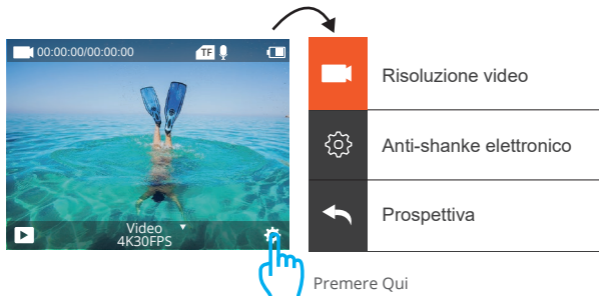 00:00:00/00:00:00
TF
Video
4K30FPS
Risoluzione video
Anti-shanke elettronico
Prospettiva
Premere Qui